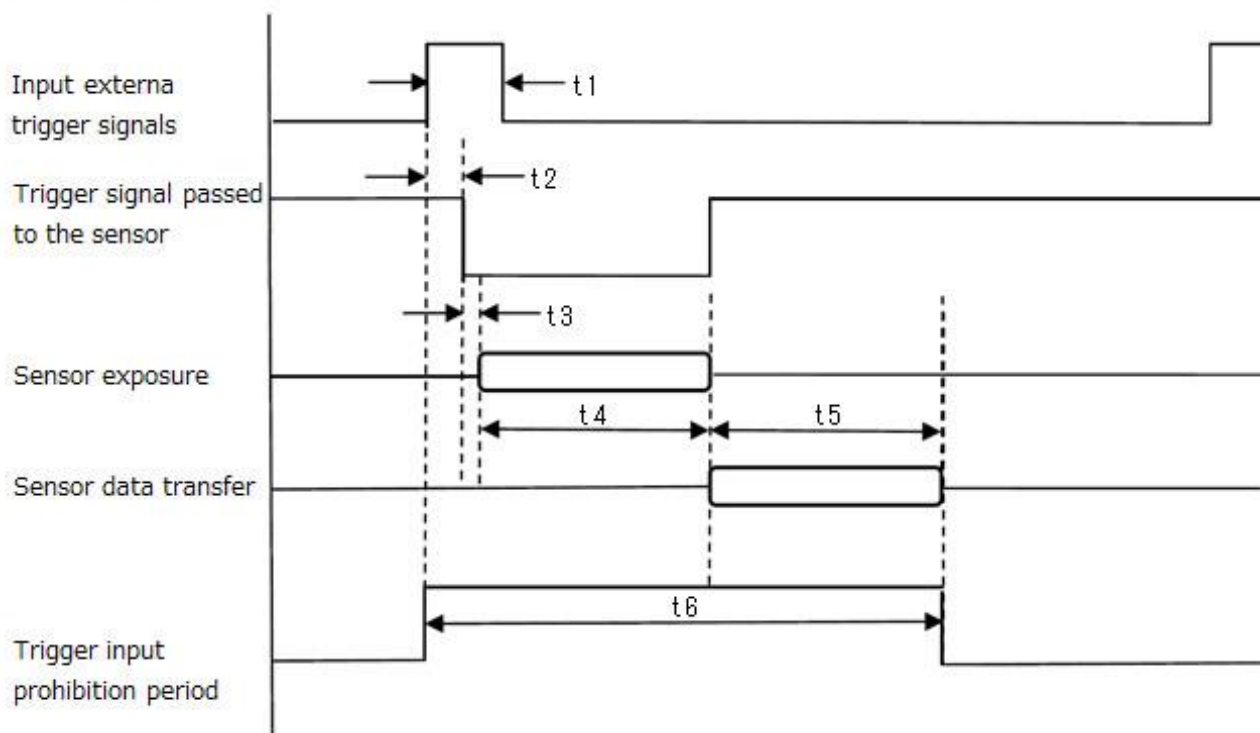 Input externa
trigger signals
t1
Trigger signal passed
to the sensor
t2
t3
Sensor exposure
t4
t5
Sensor data transfer
t6
Trigger input
prohibition period